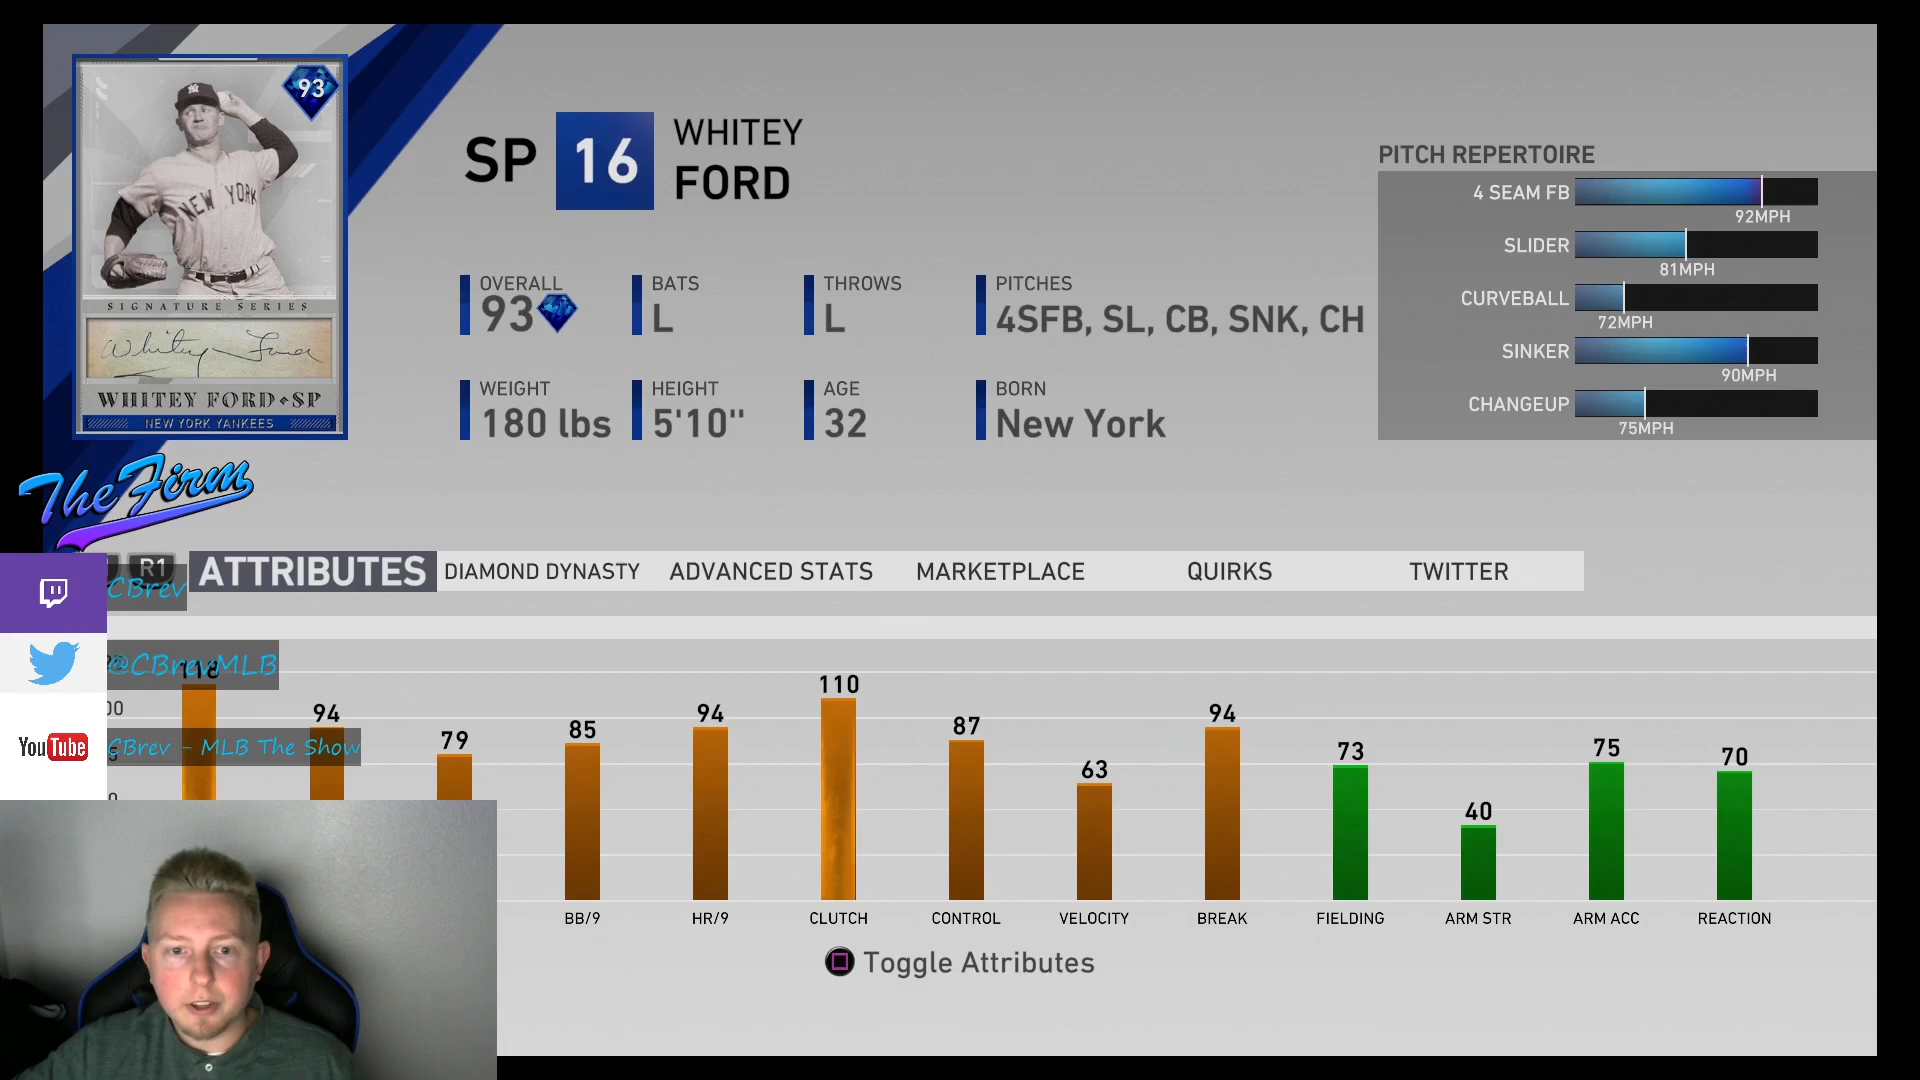 93
NEW YORK
SIGNATURE SERIES
Whitey Ford
WHITEY FORD SP
NEW YORK YANKEES
SP 16 WHITEY
FORD
OVERALL BATS THROWS PITCHES
93 L L 4SFB, SL, CB, SNK, CH
WEIGHT HEIGHT AGE BORN
180 lbs 5'10" 32 New York
PITCH REPERTOIRE
4 SEAM FB
92MPH
SLIDER
81MPH
CURVEBALL
72MPH
SINKER
90MPH
CHANGEUP
75MPH
The Firm
R1 ATTRIBUTES DIAMOND DYNASTY ADVANCED STATS MARKETPLACE QUIRKS TWITTER
CBrev
@CBrevMLB
YouTube CBrev - MLB The Show
118 94 79 85 94 110 87 63 94 73 40 75 70
BB/9 HR/9 CLUTCH CONTROL VELOCITY BREAK FIELDING ARM STR ARM ACC REACTION
Toggle Attributes